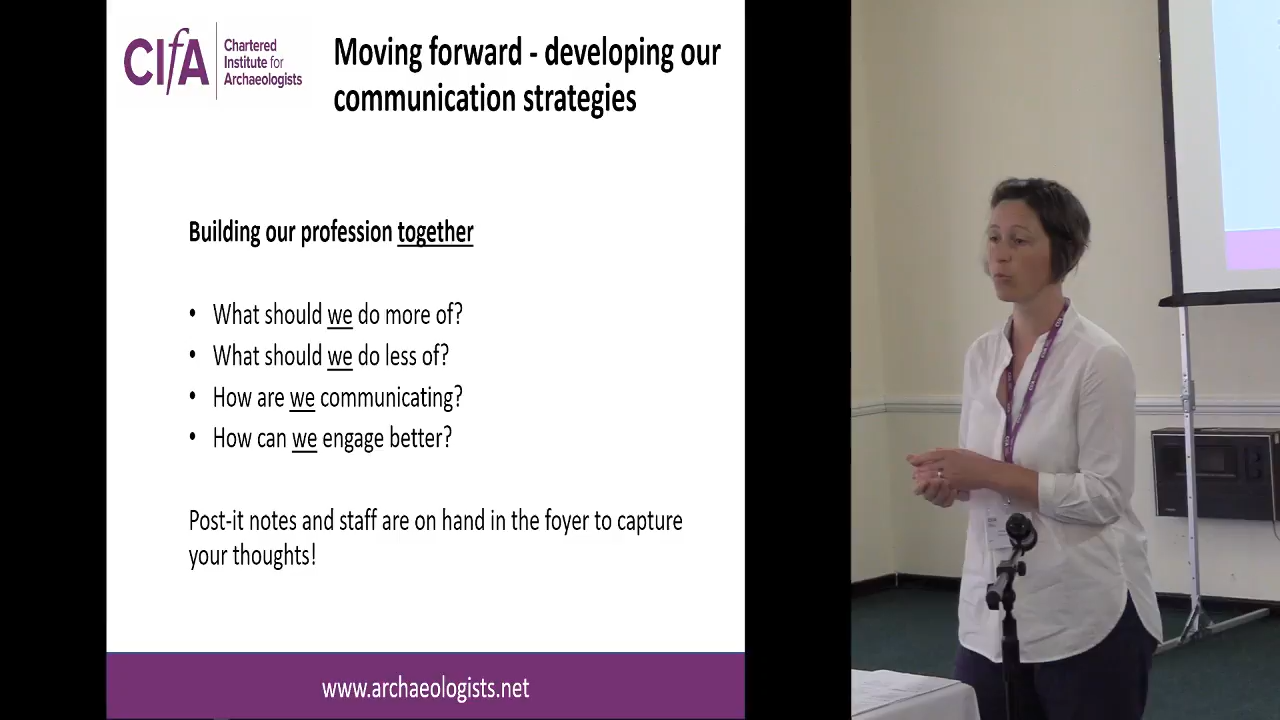 CIfA
Chartered
Institute for
Archaeologists
Moving forward - developing our
communication strategies
Building our profession together
• What should we do more of?
• What should we do less of?
• How are we communicating?
• How can we engage better?
Post-it notes and staff are on hand in the foyer to capture
your thoughts!
www.archaeologists.net